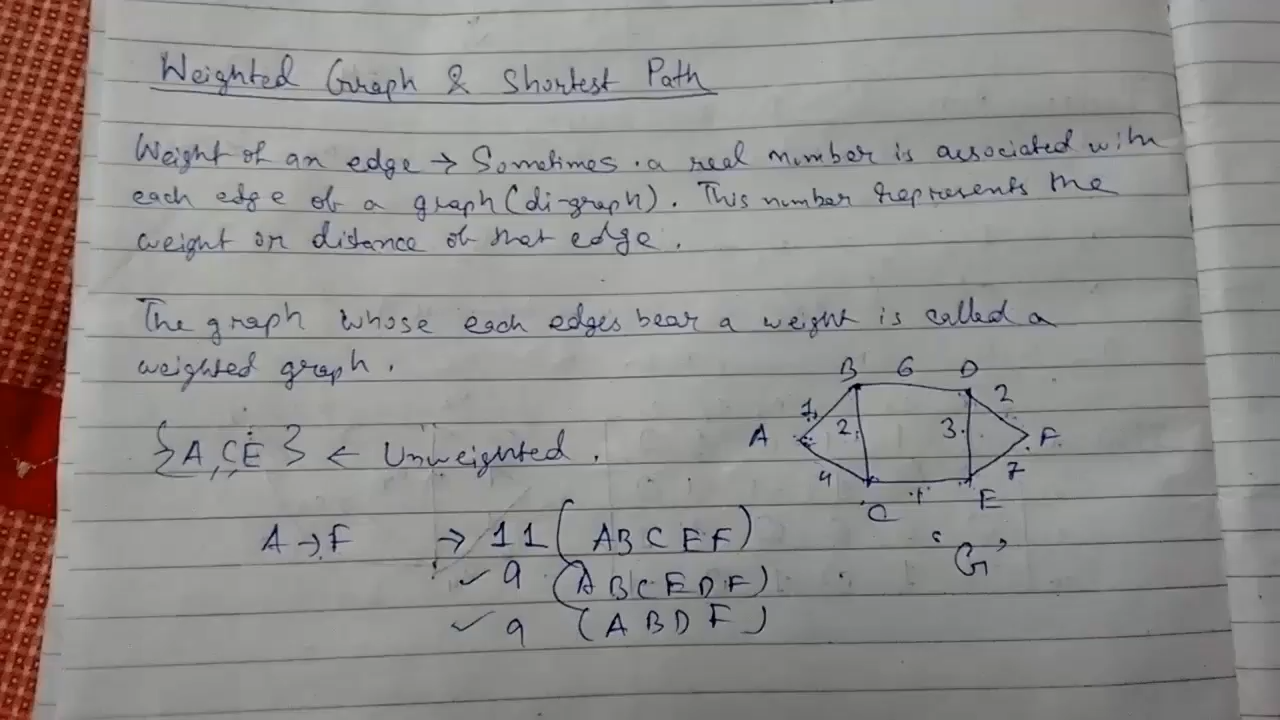 Weighted Graph & Shortest Path
Weight of an edge → Sometimes a real number is associated with
each edge of a graph (di-graph). This number represents the
weight or distance of that edge.
The graph whose each edges bear a weight is called a
weighted graph.
B 6 D
1 2
A 2 3 F
4 7
C 1 E
"G"
{A, C, E} ← Unweighted.
A → F → 11 (ABCEF)
✓ 9 (ABCEDF)
✓ 9 (ABDF)